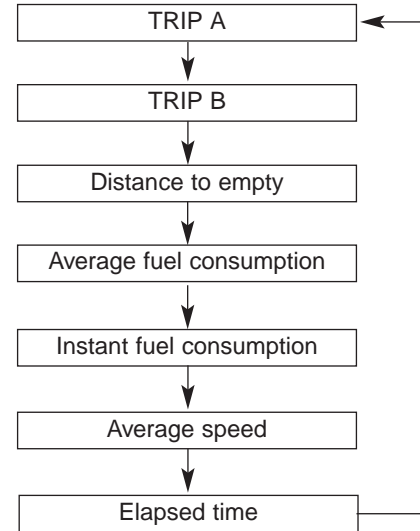 TRIP A
TRIP B
Distance to empty
Average fuel consumption
Instant fuel consumption
Average speed
Elapsed time